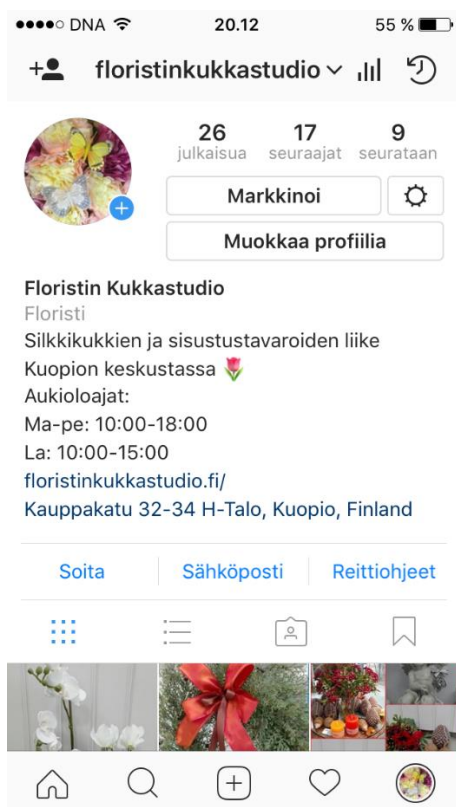 DNA 20.12 55 %
floristinkukkastudio
26 17 9
julkaisua seuraajat seurataan
Markkinoi
Muokkaa profiilia
Floristin Kukkastudio
Floristi
Silkkikukkien ja sisustustavaroiden liike
Kuopion keskustassa 🌷
Aukioloajat:
Ma-pe: 10:00-18:00
La: 10:00-15:00
floristinkukkastudio.fi/
Kauppakatu 32-34 H-Talo, Kuopio, Finland
Soita Sähköposti Reittiohjeet